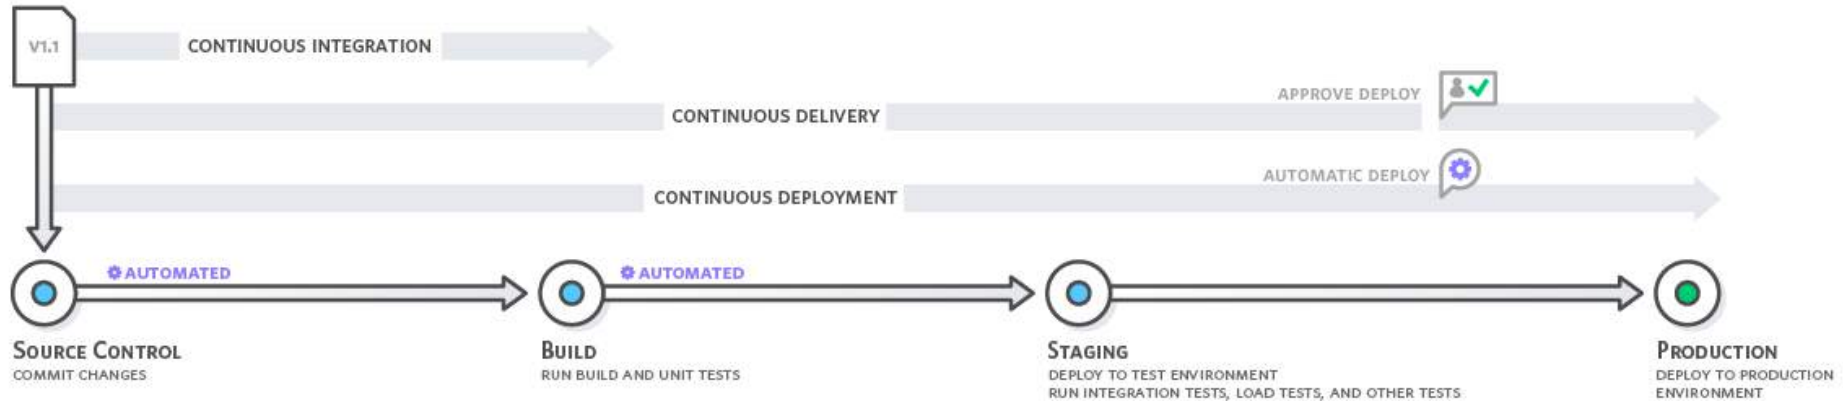 V1.1
CONTINUOUS INTEGRATION
APPROVE DEPLOY
CONTINUOUS DELIVERY
AUTOMATIC DEPLOY
CONTINUOUS DEPLOYMENT
AUTOMATED
AUTOMATED
SOURCE CONTROL
COMMIT CHANGES
BUILD
RUN BUILD AND UNIT TESTS
STAGING
DEPLOY TO TEST ENVIRONMENT
RUN INTEGRATION TESTS, LOAD TESTS, AND OTHER TESTS
PRODUCTION
DEPLOY TO PRODUCTION
ENVIRONMENT